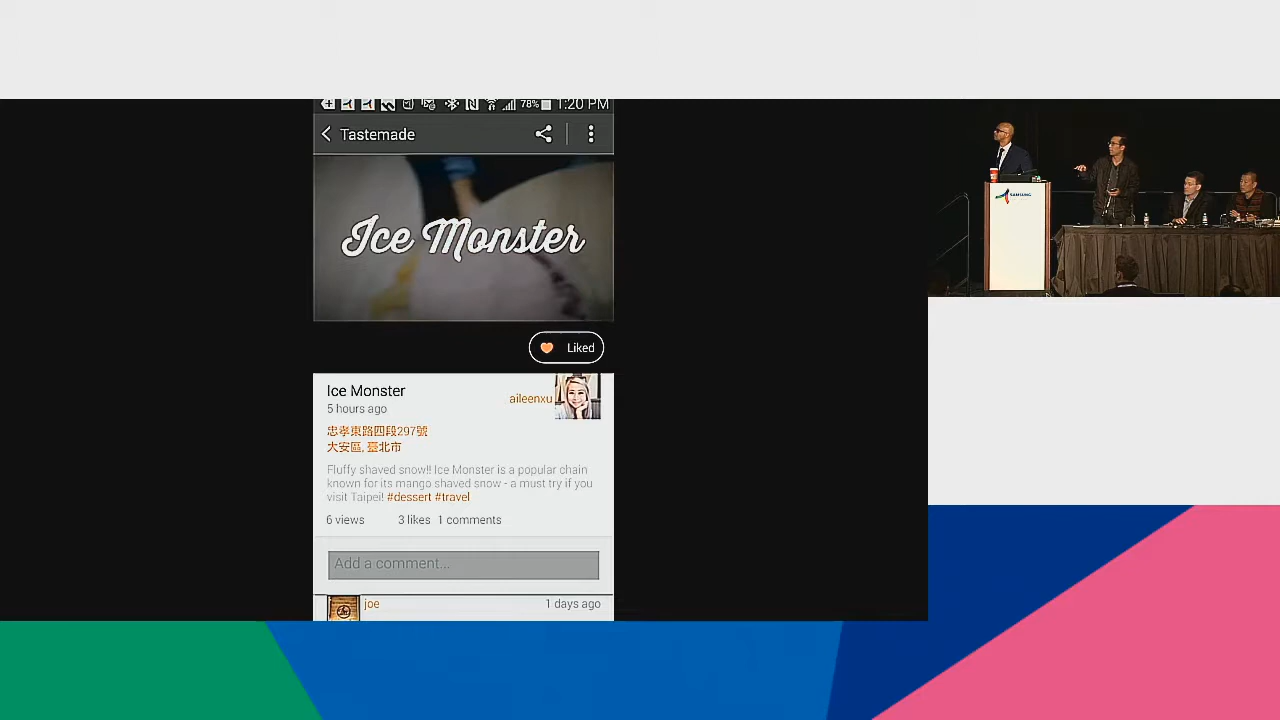 78% 1:20 PM
Tastemade
Ice Monster
Liked
Ice Monster
5 hours ago
aileenxu
忠孝東路四段297號
大安區, 臺北市
Fluffy shaved snow!! Ice Monster is a popular chain
known for its mango shaved snow - a must try if you
visit Taipei! #dessert #travel
6 views 3 likes 1 comments
Add a comment...
joe 1 days ago
SAMSUNG